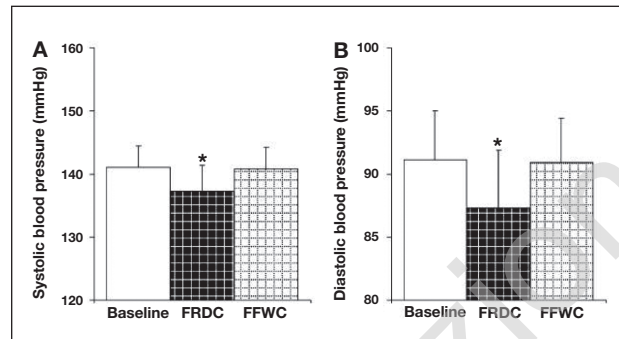 A
Systolic blood pressure (mmHg)
160
150
140
130
120
*
Baseline FRDC FFWC
B
Diastolic blood pressure (mmHg)
100
95
90
85
80
*
Baseline FRDC FFWC